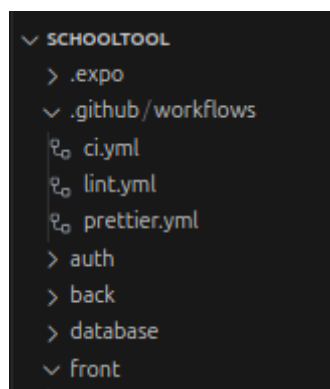 SCHOOLTOOL
.expo
.github/workflows
ci.yml
lint.yml
prettier.yml
auth
back
database
front